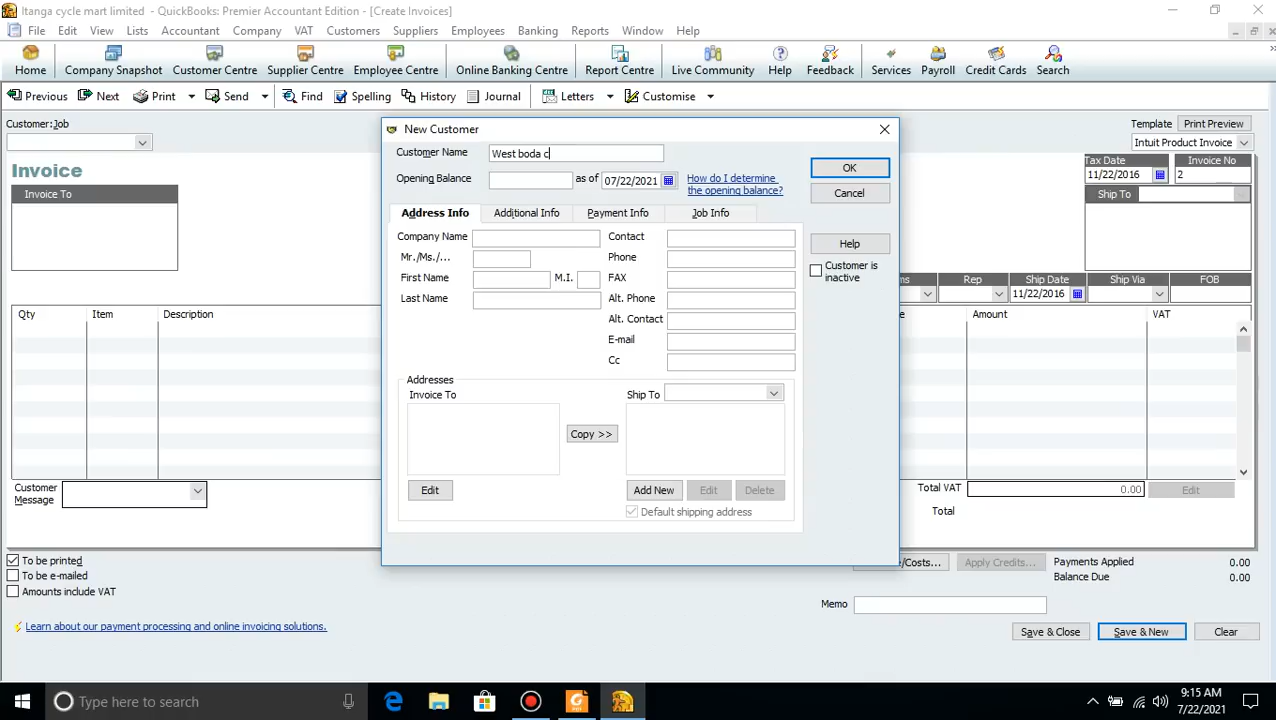 Itanga cycle mart limited - QuickBooks: Premier Accountant Edition - [Create Invoices]
File Edit View Lists Accountant Company VAT Customers Suppliers Employees Banking Reports Window Help
Home Company Snapshot Customer Centre Supplier Centre Employee Centre Online Banking Centre Report Centre Live Community Help Feedback Services Payroll Credit Cards Search
Previous Next Print Send Find Spelling History Journal Letters Customise
Customer:Job
Template Print Preview
Intuit Product Invoice
Invoice
Tax Date Invoice No
11/22/2016 2
Invoice To
Ship To
Rep Ship Date Ship Via FOB
11/22/2016
Qty Item Description Amount VAT
New Customer
Customer Name West boda c
Opening Balance as of 07/22/2021 How do I determine
the opening balance?
OK
Cancel
Help
Customer is
inactive
Address Info Additional Info Payment Info Job Info
Company Name Contact
Mr./Ms./... Phone
First Name M.I. FAX
Last Name Alt. Phone
Alt. Contact
E-mail
Cc
Addresses
Invoice To Ship To
Copy >>
Edit Add New Edit Delete
Default shipping address
Customer
Message
Total VAT 0.00 Edit
Total
To be printed
To be e-mailed
Amounts include VAT
/Costs... Apply Credits... Payments Applied 0.00
Balance Due 0.00
Memo
Learn about our payment processing and online invoicing solutions.
Save & Close Save & New Clear
Type here to search
9:15 AM
7/22/2021